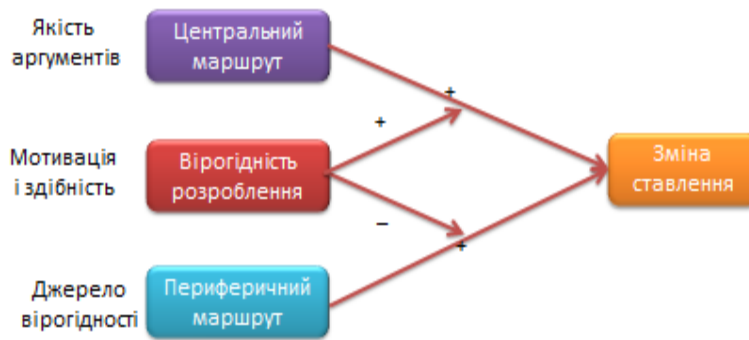 Якість
аргументів
Центральний
маршрут
+
+
Мотивація
і здібність
Вірогідність
розроблення
Зміна
ставлення
–
+
Джерело
вірогідності
Периферичний
маршрут